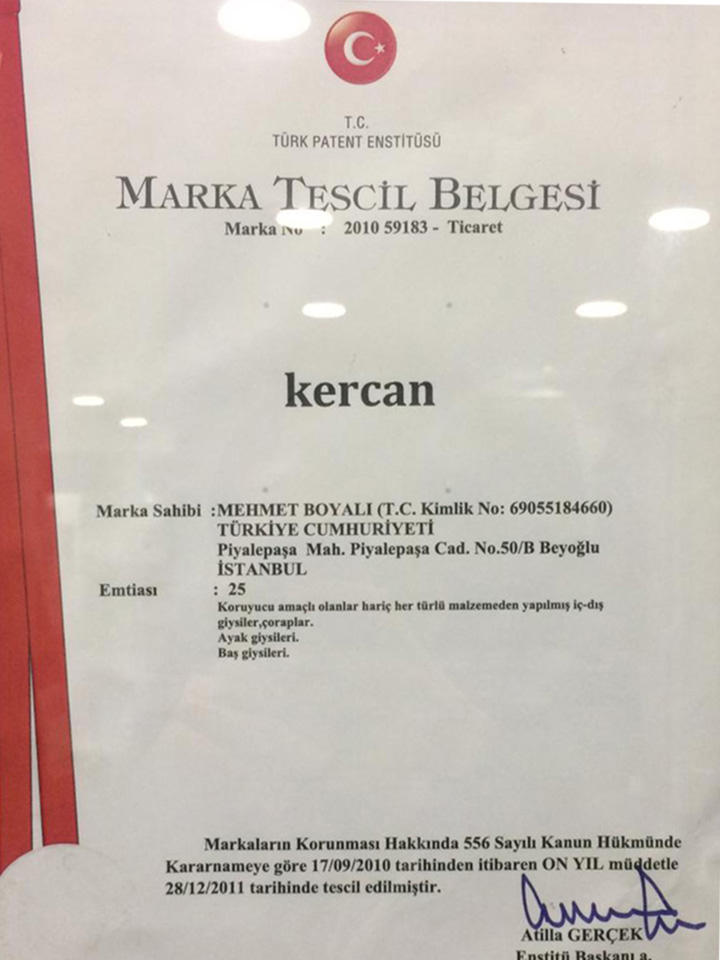 T.C.
TÜRK PATENT ENSTİTÜSÜ
MARKA TESCİL BELGESİ
Marka No : 2010 59183 - Ticaret
kercan
Marka Sahibi :MEHMET BOYALI (T.C. Kimlik No: 69055184660)
TÜRKİYE CUMHURİYETİ
Piyalepaşa Mah. Piyalepaşa Cad. No.50/B Beyoğlu
İSTANBUL
Emtiası : 25
Koruyucu amaçlı olanlar hariç her türlü malzemeden yapılmış iç-dış
giysiler,çoraplar.
Ayak giysileri.
Baş giysileri.
Markaların Korunması Hakkında 556 Sayılı Kanun Hükmünde
Kararnameye göre 17/09/2010 tarihinden itibaren ON YIL müddetle
28/12/2011 tarihinde tescil edilmiştir.
Atilla GERÇEK
Enstitü Başkanı a.